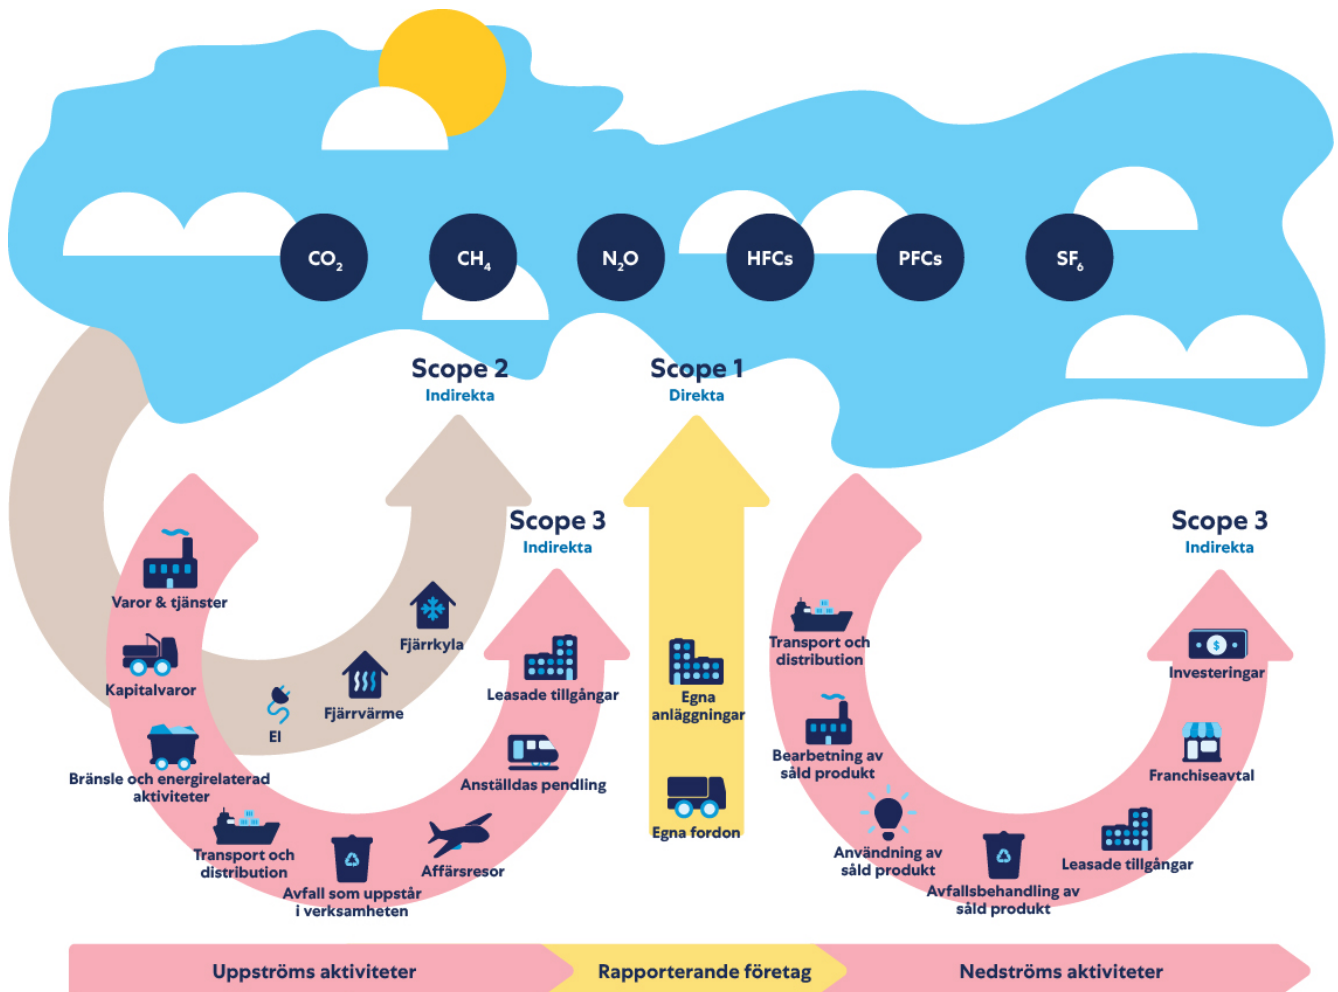 CO₂
CH₄
N₂O
HFCs
PFCs
SF₆
Scope 2
Indirekta
Scope 1
Direkta
Scope 3
Indirekta
Scope 3
Indirekta
Varor & tjänster
Kapitalvaror
Bränsle och energirelaterad
aktiviteter
Transport och
distribution
Avfall som uppstår
i verksamheten
Affärsresor
Anställdas pendling
Leasade tillgångar
El
Fjärrvärme
Fjärrkyla
Egna
anläggningar
Egna fordon
Transport och
distribution
Bearbetning av
såld produkt
Användning av
såld produkt
Avfallsbehandling av
såld produkt
Leasade tillgångar
Franchiseavtal
Investeringar
$
Uppströms aktiviteter
Rapporterande företag
Nedströms aktiviteter